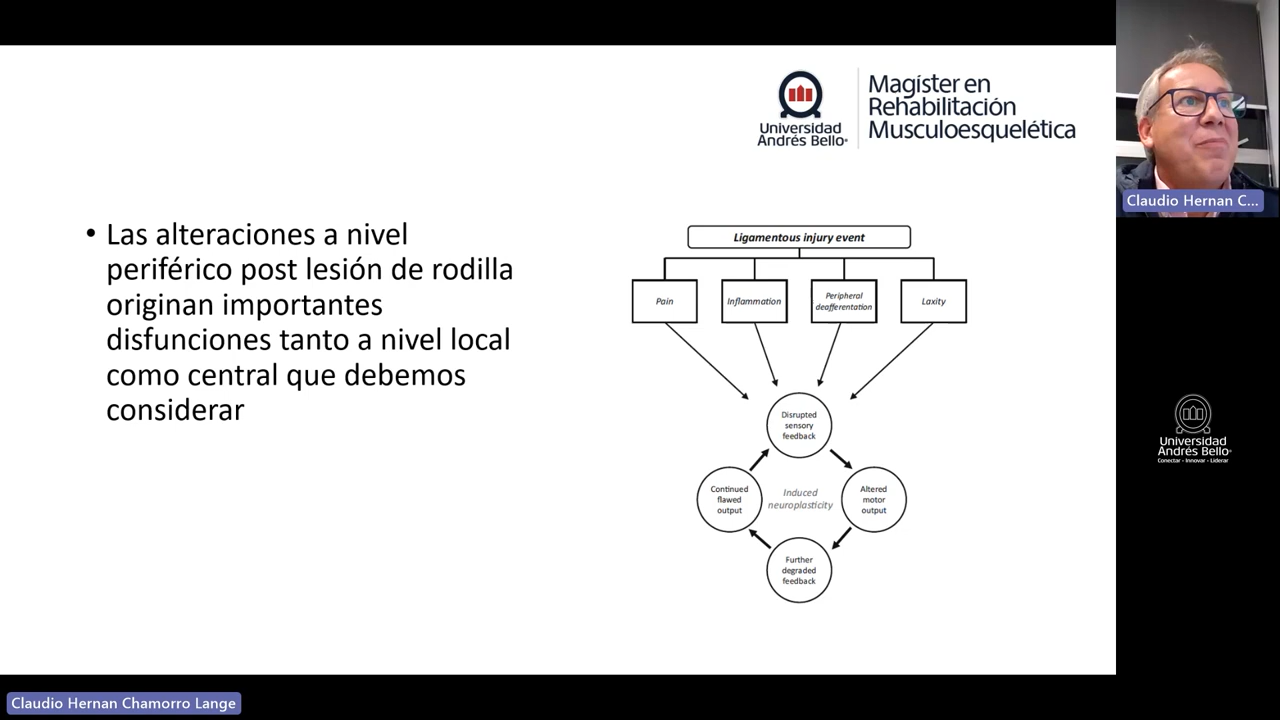 Universidad
Andrés Bello
Magíster en
Rehabilitación
Musculoesquelética
• Las alteraciones a nivel
periférico post lesión de rodilla
originan importantes
disfunciones tanto a nivel local
como central que debemos
considerar
Ligamentous injury event
Pain
Inflammation
Peripheral
deafferentation
Laxity
Disrupted
sensory
feedback
Continued
flawed
output
Induced
neuroplasticity
Altered
motor
output
Further
degraded
feedback
Claudio Hernan C...
Universidad
Andrés Bello
Conectar - Innovar - Liderar
Claudio Hernan Chamorro Lange